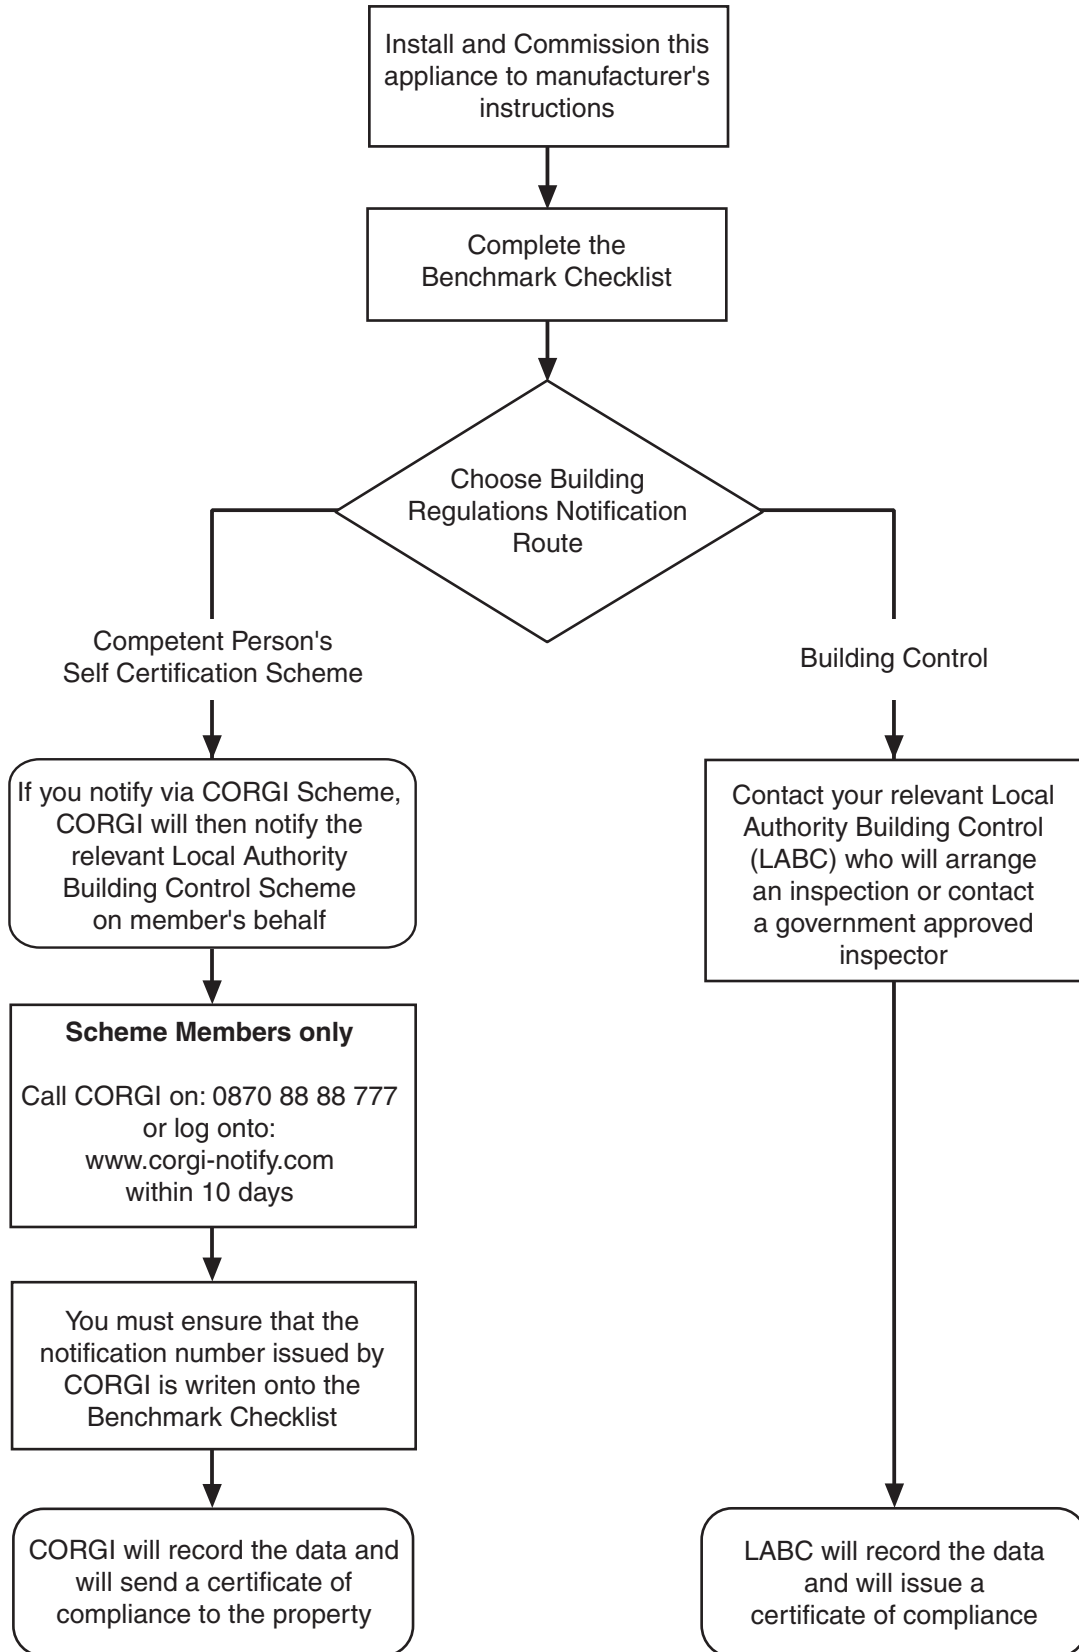 Install and Commission this
appliance to manufacturer's
instructions
Complete the
Benchmark Checklist
Choose Building
Regulations Notification
Route
Competent Person's
Self Certification Scheme
Building Control
If you notify via CORGI Scheme,
CORGI will then notify the
relevant Local Authority
Building Control Scheme
on member's behalf
Contact your relevant Local
Authority Building Control
(LABC) who will arrange
an inspection or contact
a government approved
inspector
Scheme Members only
Call CORGI on: 0870 88 88 777
or log onto:
www.corgi-notify.com
within 10 days
You must ensure that the
notification number issued by
CORGI is writen onto the
Benchmark Checklist
CORGI will record the data and
will send a certificate of
compliance to the property
LABC will record the data
and will issue a
certificate of compliance